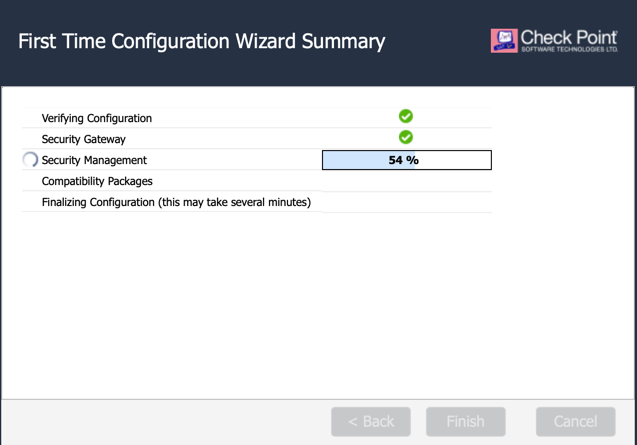 First Time Configuration Wizard Summary
Check Point
SOFTWARE TECHNOLOGIES LTD.
Verifying Configuration
Security Gateway
Security Management 54 %
Compatibility Packages
Finalizing Configuration (this may take several minutes)
< Back Finish Cancel